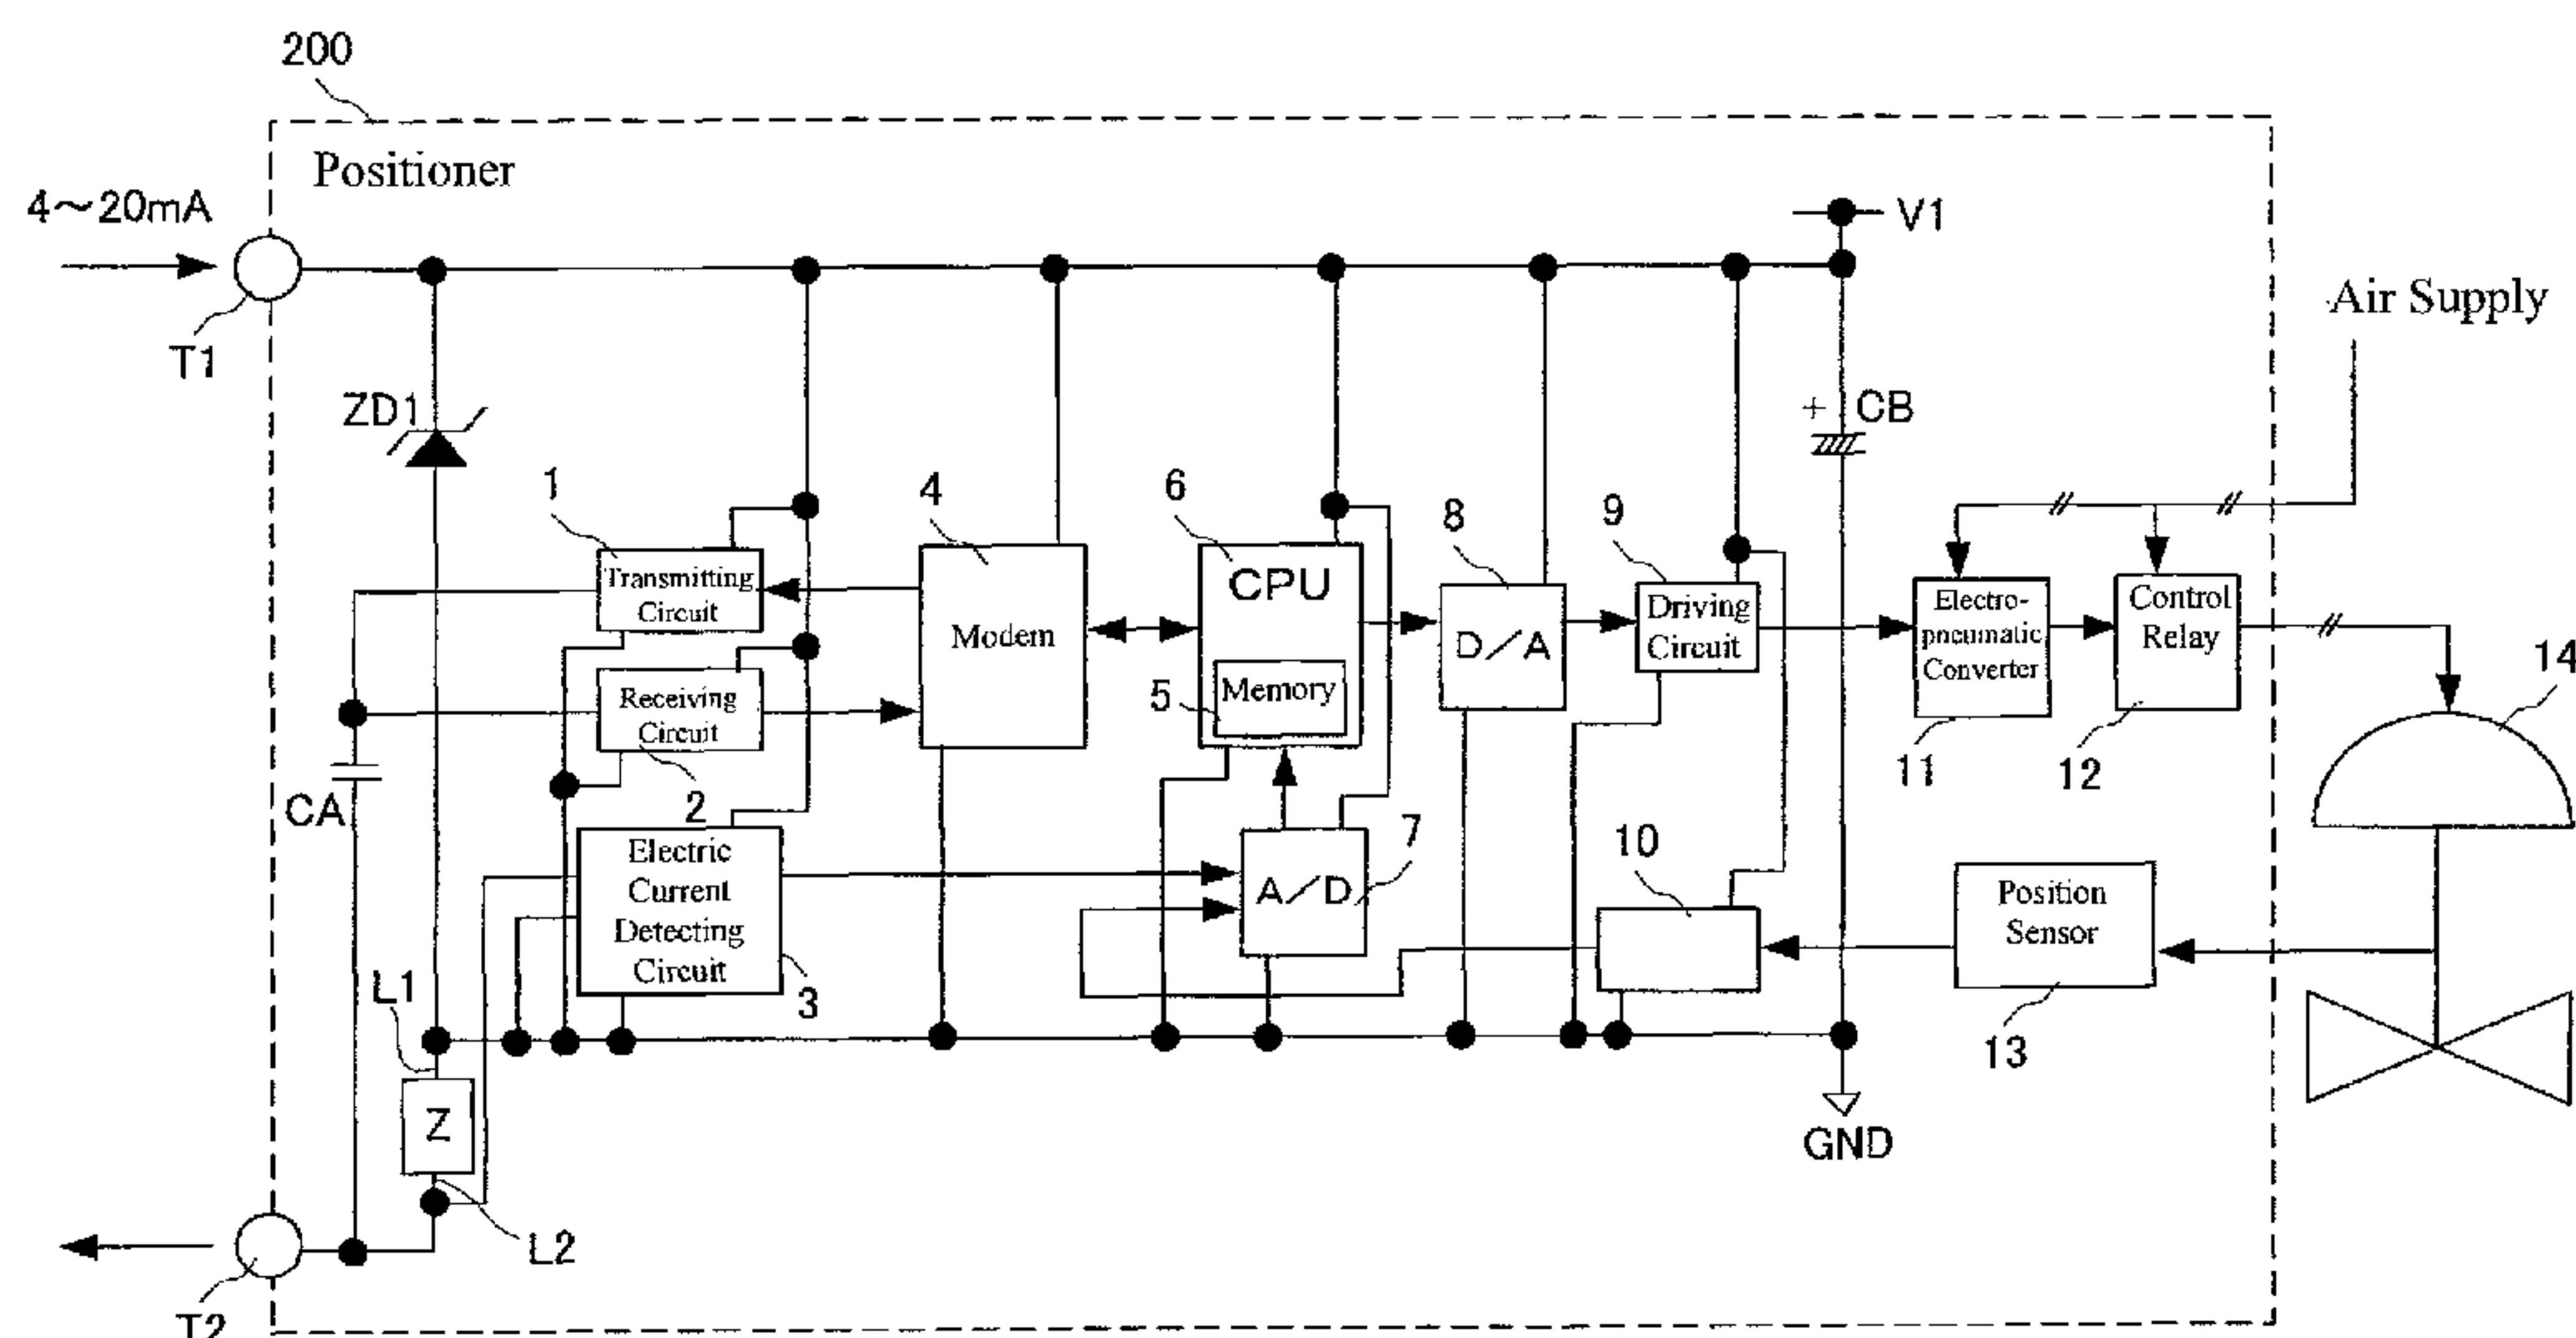 200
Positioner
4～20mA
V1
T1
Air Supply
ZD1
+ CB
1
4
6
8
9
Transmitting
Circuit
Modem
CPU
D／A
Driving
Circuit
Electro-
pneumatic
Converter
Control
Relay
14
Receiving
Circuit
5
Memory
11
12
CA
2
7
10
Electric
Current
Detecting
Circuit
A／D
Position
Sensor
L1
3
13
Z
GND
L2
T2